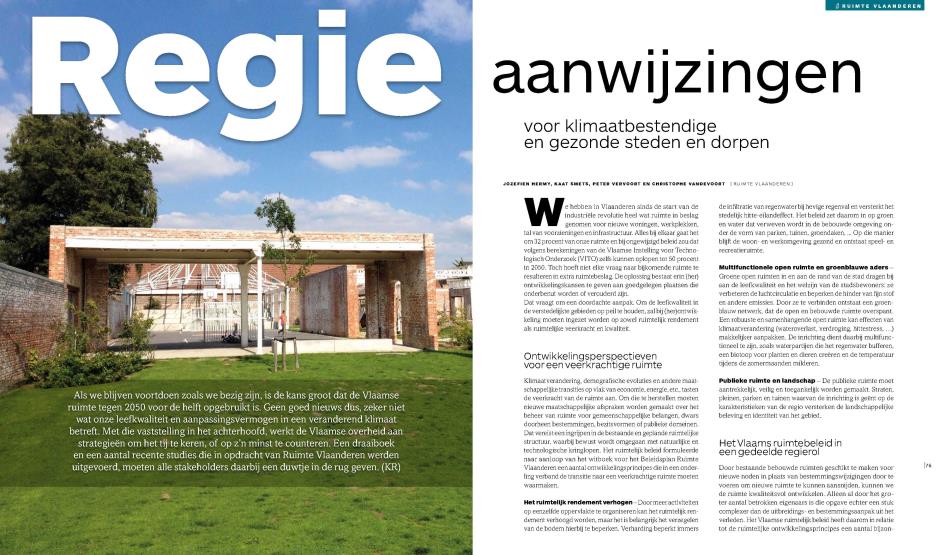 Regie
Als we blijven voortdoen zoals we bezig zijn, is de kans groot dat de Vlaamse
ruimte tegen 2050 voor de helft opgebruikt is. Geen goed nieuws dus, zeker niet
wat onze leefkwaliteit en aanpassingsvermogen in een veranderend klimaat
betreft. Met die vaststelling in het achterhoofd, werkt de Vlaamse overheid aan
strategieën om het tij te keren, of op z'n minst te counteren. Een draaiboek
en een aantal recente studies die in opdracht van Ruimte Vlaanderen werden
uitgevoerd, moeten alle stakeholders daarbij een duwtje in de rug geven. (KR)
RUIMTE VLAANDEREN
aanwijzingen
voor klimaatbestendige
en gezonde steden en dorpen
JOZEFIEN HERMY, KAAT SMETS, PETER VERVOORT EN CHRISTOPHE VANDEVOORT [RUIMTE VLAANDEREN]
We hebben in Vlaanderen sinds de start van de
industriële revolutie heel wat ruimte in beslag
genomen voor nieuwe woningen, werkplekken,
tal van voorzieningen en infrastructuur. Alles bij elkaar gaat het
om 32 procent van onze ruimte en bij ongewijzigd beleid zou dat
volgens berekeningen van de Vlaamse Instelling voor Techno-
logisch Onderzoek (VITO) zelfs kunnen oplopen tot 50 procent
in 2050. Toch hoeft niet elke vraag naar bijkomende ruimte te
resulteren in extra ruimtebeslag. De oplossing bestaat erin (her)
ontwikkelingskansen te geven aan goedgelegen plaatsen die
onderbenut worden of verouderd zijn.
Dat vraagt om een doordachte aanpak. Om de leefkwaliteit in
de verstedelijkte gebieden op peil te houden, zal bij (her)ontwik-
keling moeten ingezet worden op zowel ruimtelijk rendement
als ruimtelijke veerkracht en kwaliteit.
Ontwikkelingsperspectieven
voor een veerkrachtige ruimte
Klimaatverandering, demografische evoluties en andere maat-
schappelijke transities op vlak van economie, energie, etc., tasten
de veerkracht van de ruimte aan. Om die te herstellen moeten
nieuwe maatschappelijke afspraken worden gemaakt over het
beheer van ruimte voor gemeenschappelijke belangen, dwars
doorheen bestemmingen, bezitsvormen of publieke domeinen.
Dat vereist een ingrijpen in de bestaande en geplande ruimtelijke
structuur, waarbij bewust wordt omgegaan met natuurlijke en
technologische kringlopen. Het ruimtelijk beleid formuleerde
naar aanloop van het witboek voor het Beleidsplan Ruimte
Vlaanderen een aantal ontwikkelingsprincipes die in een onder-
ling verband de transitie naar een veerkrachtige ruimte moeten
waarmaken.
Het ruimtelijk rendement verhogen – Door meer activiteiten
op eenzelfde oppervlakte te organiseren kan het ruimtelijk ren-
dement verhoogd worden, maar het is belangrijk het verzegelen
van de bodem hierbij te beperken. Verharding beperkt immers
de infiltratie van regenwater bij hevige regenval en versterkt het
stedelijk hitte-eilandeffect. Het beleid zet daarom in op groen
en water dat verweven wordt in de bebouwde omgeving on-
der de vorm van parken, tuinen, groendaken, ... Op die manier
blijft de woon- en werkomgeving gezond en ontstaat speel- en
recreatieruimte.
Multifunctionele open ruimte en groenblauwe aders –
Groene open ruimten in en aan de rand van de stad dragen bij
aan de leefkwaliteit en het welzijn van de stadsbewoners: ze
verbeteren de luchtcirculatie en beperken de hinder van fijn stof
en andere emissies. Door ze te verbinden ontstaat een groen-
blauw netwerk, dat de open en bebouwde ruimte overspant.
Een robuuste en samenhangende open ruimte kan effecten van
klimaatverandering (wateroverlast, verdroging, hittestress, ...)
makkelijker aanpakken. De inrichting dient daarbij multifunc-
tioneel te zijn, zoals waterpartijen die het regenwater bufferen,
een biotoop voor planten en dieren creëren en de temperatuur
tijdens de zomermaanden milderen.
Publieke ruimte en landschap – De publieke ruimte moet
aantrekkelijk, veilig en toegankelijk worden gemaakt. Straten,
pleinen, parken en tuinen waarvan de inrichting is geënt op de
karakteristieken van de regio versterken de landschappelijke
beleving en identiteit van het gebied.
Het Vlaams ruimtebeleid in
een gedeelde regierol
Door bestaande bebouwde ruimten geschikt te maken voor
nieuwe noden in plaats van bestemmingswijzigingen door te
voeren om nieuwe ruimte te kunnen aansnijden, kunnen we
de ruimte kwaliteitsvol ontwikkelen. Alleen al door het gro-
ter aantal betrokken eigenaars is die opgave echter een stuk
complexer dan de uitbreidings- en bestemmingsaanpak uit het
verleden. Het Vlaamse ruimtelijk beleid heeft daarom in relatie
tot de ruimtelijke ontwikkelingsprincipes een aantal bijzon-
|75